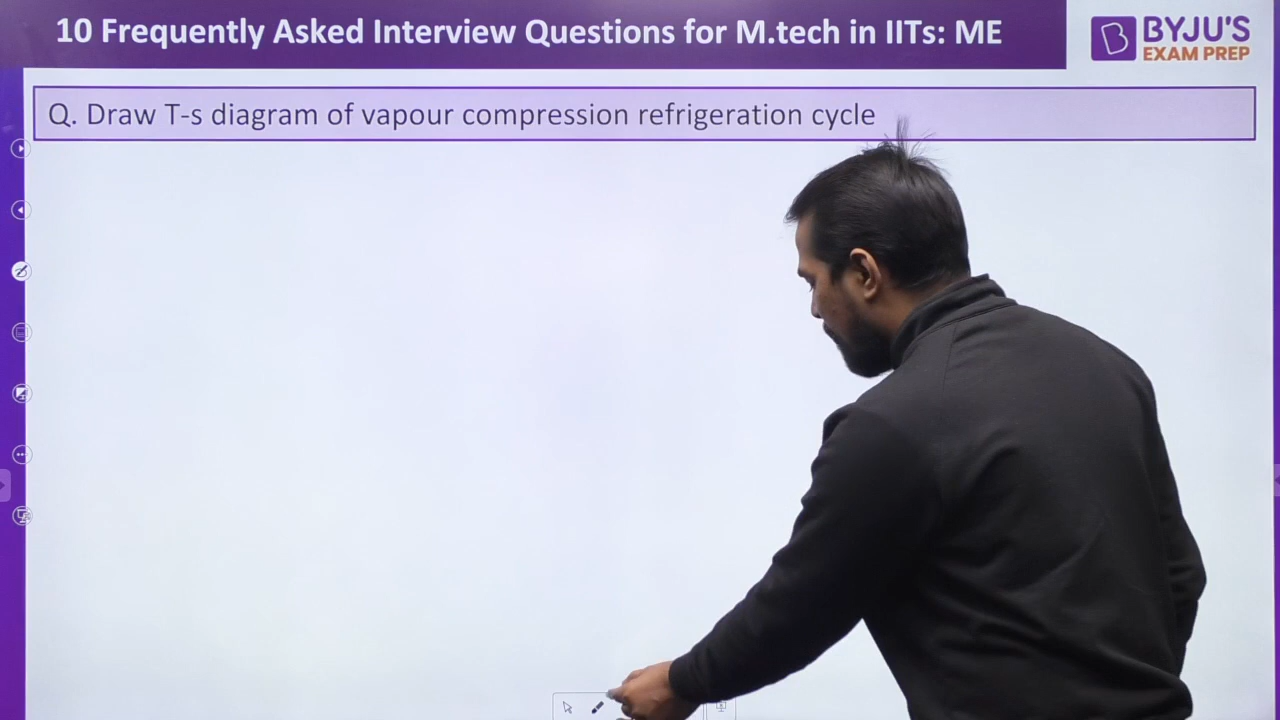 10 Frequently Asked Interview Questions for M.tech in IITs: ME
BYJU'S
EXAM PREP
Q. Draw T-s diagram of vapour compression refrigeration cycle